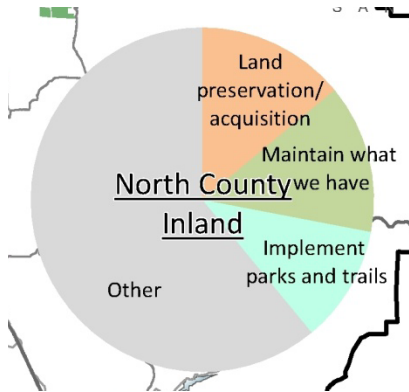 S A
Land
preservation/
acquisition
Maintain what
we have
North County
Inland
Implement
parks and trails
Other